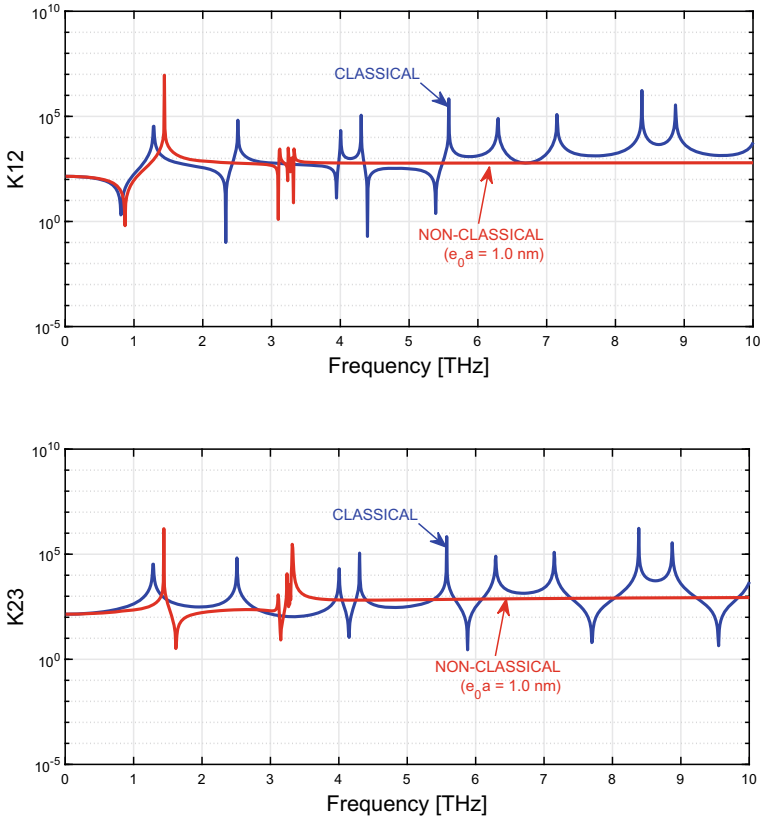 10^10
CLASSICAL
10^5
K12
10^0
NON-CLASSICAL
(e_0a = 1.0 nm)
10^-5
0 1 2 3 4 5 6 7 8 9 10
Frequency [THz]
10^10
CLASSICAL
10^5
K23
10^0
NON-CLASSICAL
(e_0a = 1.0 nm)
10^-5
0 1 2 3 4 5 6 7 8 9 10
Frequency [THz]